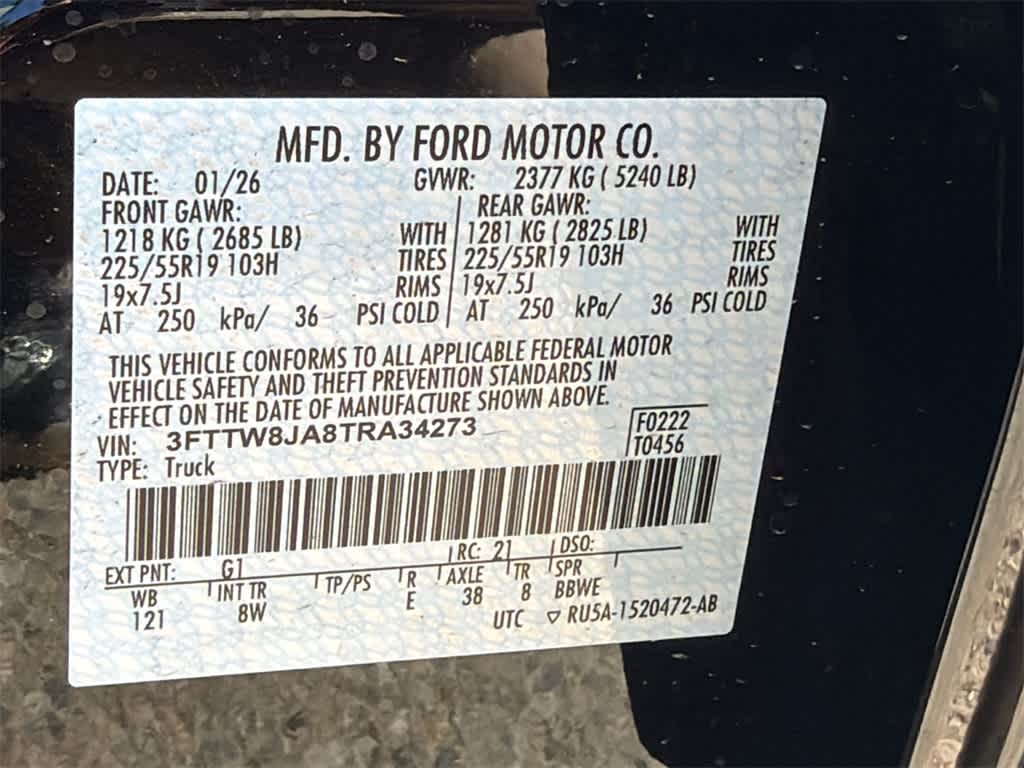 MFD. BY FORD MOTOR CO.
DATE: 01/26 GVWR: 2377 KG ( 5240 LB)
FRONT GAWR: REAR GAWR:
1218 KG ( 2685 LB) WITH 1281 KG ( 2825 LB) WITH
225/55R19 103H TIRES 225/55R19 103H TIRES
19x7.5J RIMS 19x7.5J RIMS
AT 250 kPa/ 36 PSI COLD AT 250 kPa/ 36 PSI COLD
THIS VEHICLE CONFORMS TO ALL APPLICABLE FEDERAL MOTOR
VEHICLE SAFETY AND THEFT PREVENTION STANDARDS IN
EFFECT ON THE DATE OF MANUFACTURE SHOWN ABOVE.
VIN: 3FTTW8JA8TRA34273 F0222
TYPE: Truck T0456
EXT PNT: G1 RC: 21 DSO:
WB INT TR TP/PS R AXLE TR SPR
121 8W E 38 8 BBWE
UTC ▽ RU5A-1520472-AB